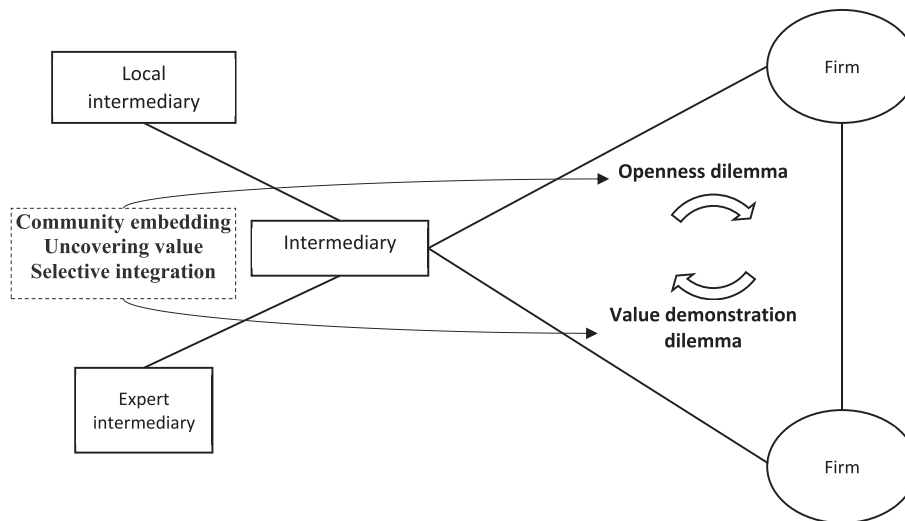 Local
intermediary
Firm
Openness dilemma
Community embedding
Uncovering value
Selective integration
Intermediary
Value demonstration
dilemma
Expert
intermediary
Firm